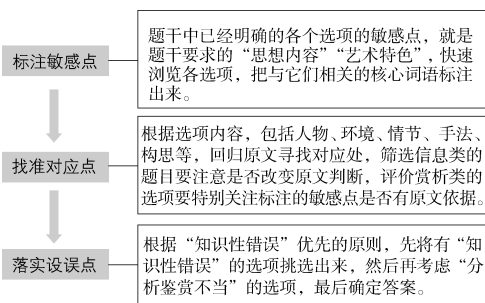 标注敏感点
题干中已经明确的各个选项的敏感点，就是
题干要求的“思想内容”“艺术特色”，快速
浏览各选项，把与它们相关的核心词语标注
出来。
找准对应点
根据选项内容，包括人物、环境、情节、手法、
构思等，回归原文寻找对应处，筛选信息类的
题目要注意是否改变原文判断，评价赏析类的
选项要特别关注标注的敏感点是否有原文依据。
落实设误点
根据“知识性错误”优先的原则，先将有“知
识性错误”的选项挑选出来，然后再考虑“分
析鉴赏不当”的选项，最后确定答案。